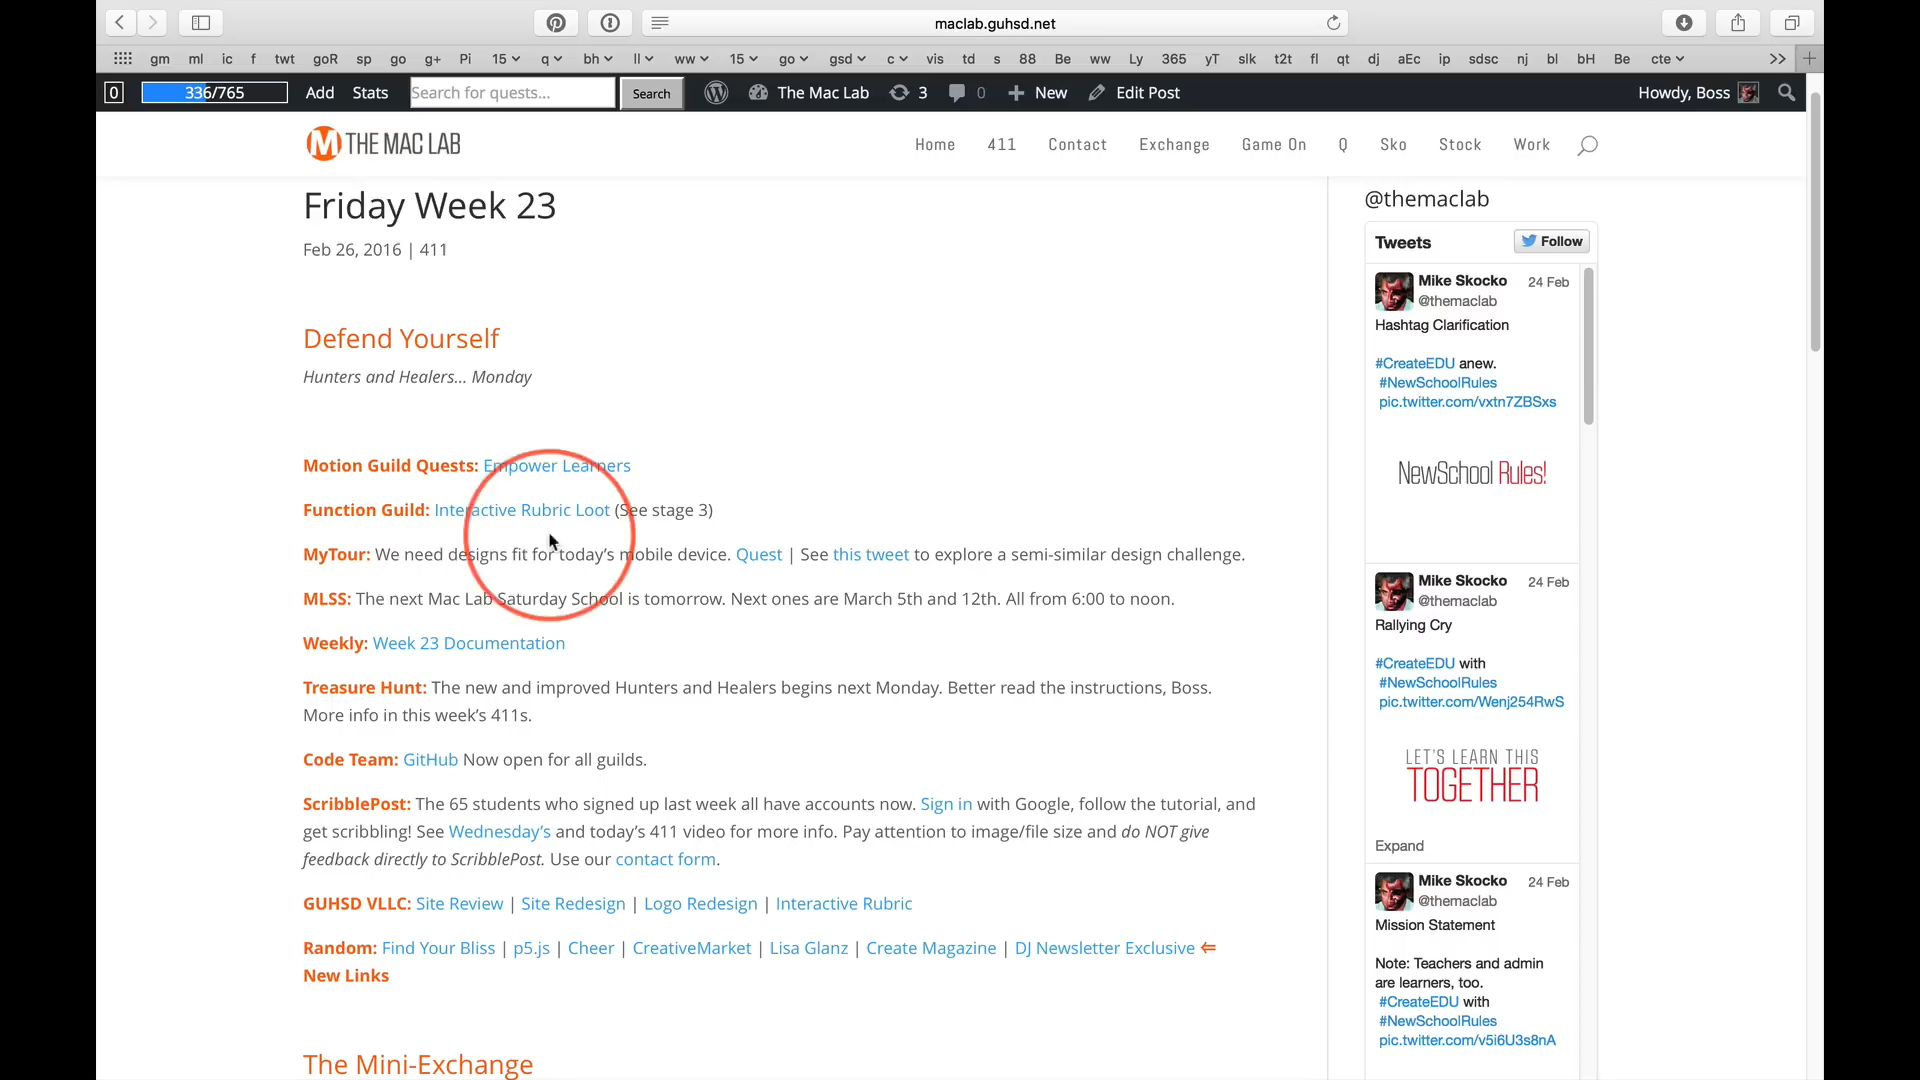 maclab.guhsd.net
gm ml ic f twt goR sp go g+ Pi 15 q bh ll ww 15 go gsd c vis td s 88 Be ww Ly 365 yT slk t2t fl qt dj aEc ip sdsc nj bl bH Be cte
0 336/765 Add Stats Search for quests... Search The Mac Lab 3 0 New Edit Post Howdy, Boss
M THE MAC LAB Home 411 Contact Exchange Game On Q Sko Stock Work
Friday Week 23
Feb 26, 2016 | 411
Defend Yourself
Hunters and Healers... Monday
Motion Guild Quests: Empower Learners
Function Guild: Interactive Rubric Loot (See stage 3)
MyTour: We need designs fit for today’s mobile device. Quest | See this tweet to explore a semi-similar design challenge.
MLSS: The next Mac Lab Saturday School is tomorrow. Next ones are March 5th and 12th. All from 6:00 to noon.
Weekly: Week 23 Documentation
Treasure Hunt: The new and improved Hunters and Healers begins next Monday. Better read the instructions, Boss.
More info in this week’s 411s.
Code Team: GitHub Now open for all guilds.
ScribblePost: The 65 students who signed up last week all have accounts now. Sign in with Google, follow the tutorial, and
get scribbling! See Wednesday’s and today’s 411 video for more info. Pay attention to image/file size and do NOT give
feedback directly to ScribblePost. Use our contact form.
GUHSD VLLC: Site Review | Site Redesign | Logo Redesign | Interactive Rubric
Random: Find Your Bliss | p5.js | Cheer | CreativeMarket | Lisa Glanz | Create Magazine | DJ Newsletter Exclusive ⇐
New Links
The Mini-Exchange
@themaclab
Tweets Follow
Mike Skocko 24 Feb
@themaclab
Hashtag Clarification
#CreateEDU anew.
#NewSchoolRules
pic.twitter.com/vxtn7ZBSxs
NewSchool Rules!
Mike Skocko 24 Feb
@themaclab
Rallying Cry
#CreateEDU with
#NewSchoolRules
pic.twitter.com/Wenj254RwS
LET'S LEARN THIS
TOGETHER
Expand
Mike Skocko 24 Feb
@themaclab
Mission Statement
Note: Teachers and admin
are learners, too.
#CreateEDU with
#NewSchoolRules
pic.twitter.com/v5i6U3s8nA